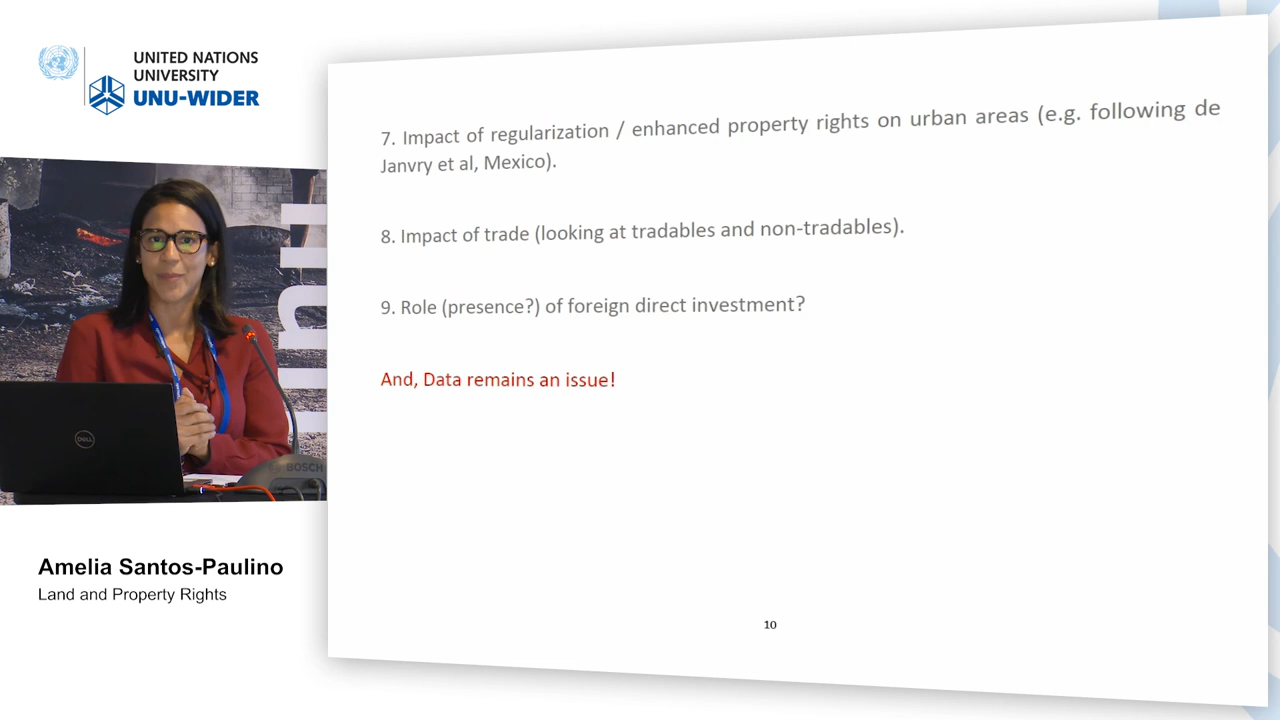 UNITED NATIONS
UNIVERSITY
UNU-WIDER
7. Impact of regularization / enhanced property rights on urban areas (e.g. following de
Janvry et al, Mexico).
8. Impact of trade (looking at tradables and non-tradables).
9. Role (presence?) of foreign direct investment?
And, Data remains an issue!
10
DELL
BOSCH
Amelia Santos-Paulino
Land and Property Rights